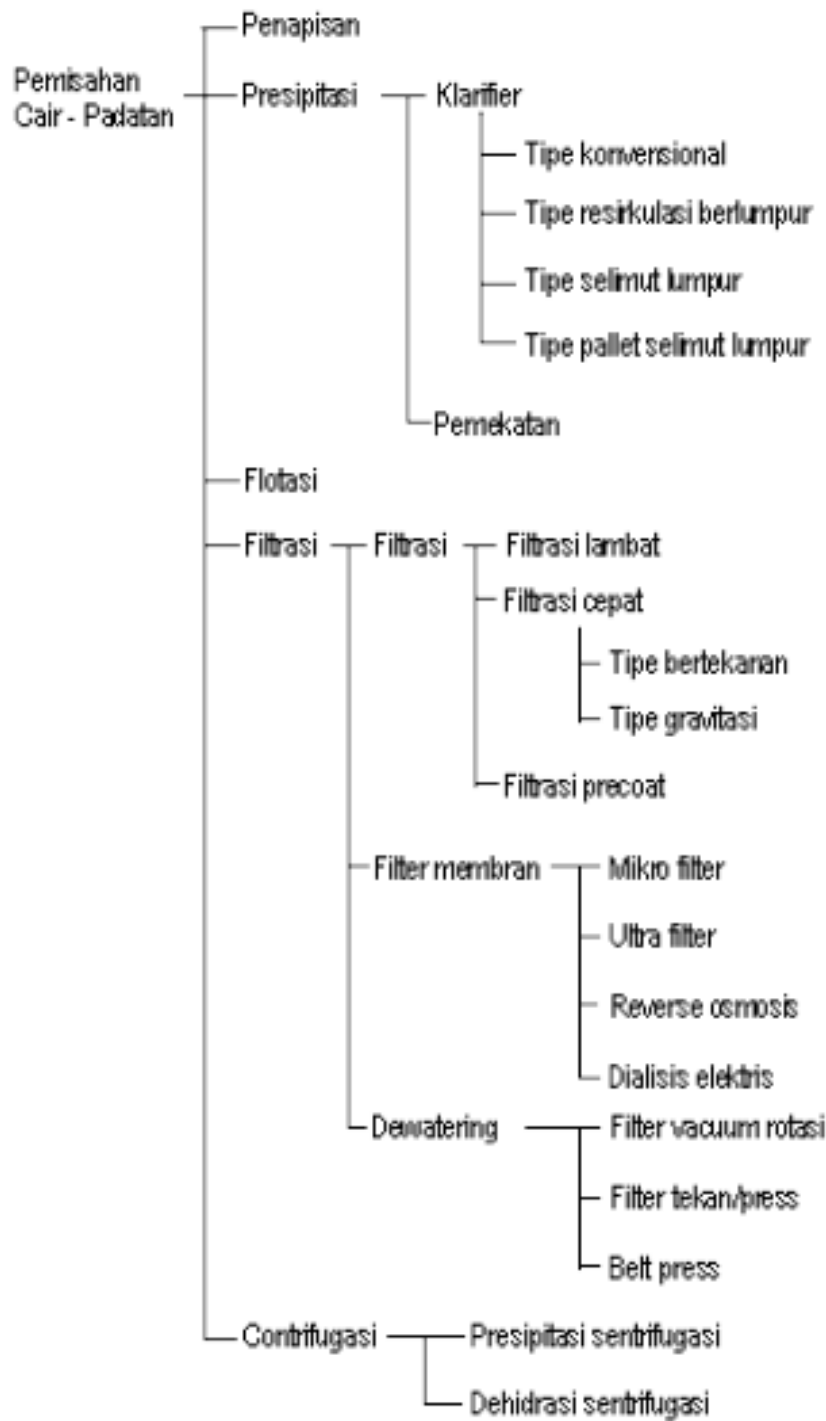 Penapisan
Pemisahan
Cair - Padatan
Presipitasi
Klarifier
Tipe konvensional
Tipe resirkulasi berlumpur
Tipe selimut lumpur
Tipe pallet selimut lumpur
Pemekatan
Flotasi
Filtrasi
Filtrasi
Filtrasi lambat
Filtrasi cepat
Tipe bertekanan
Tipe gravitasi
Filtrasi precoat
Filter membran
Mikro filter
Ultra filter
Reverse osmosis
Dialisis elektris
Dewatering
Filter vacuum rotasi
Filter tekan/press
Belt press
Contrifugasi
Presipitasi sentrifugasi
Dehidrasi sentrifugasi